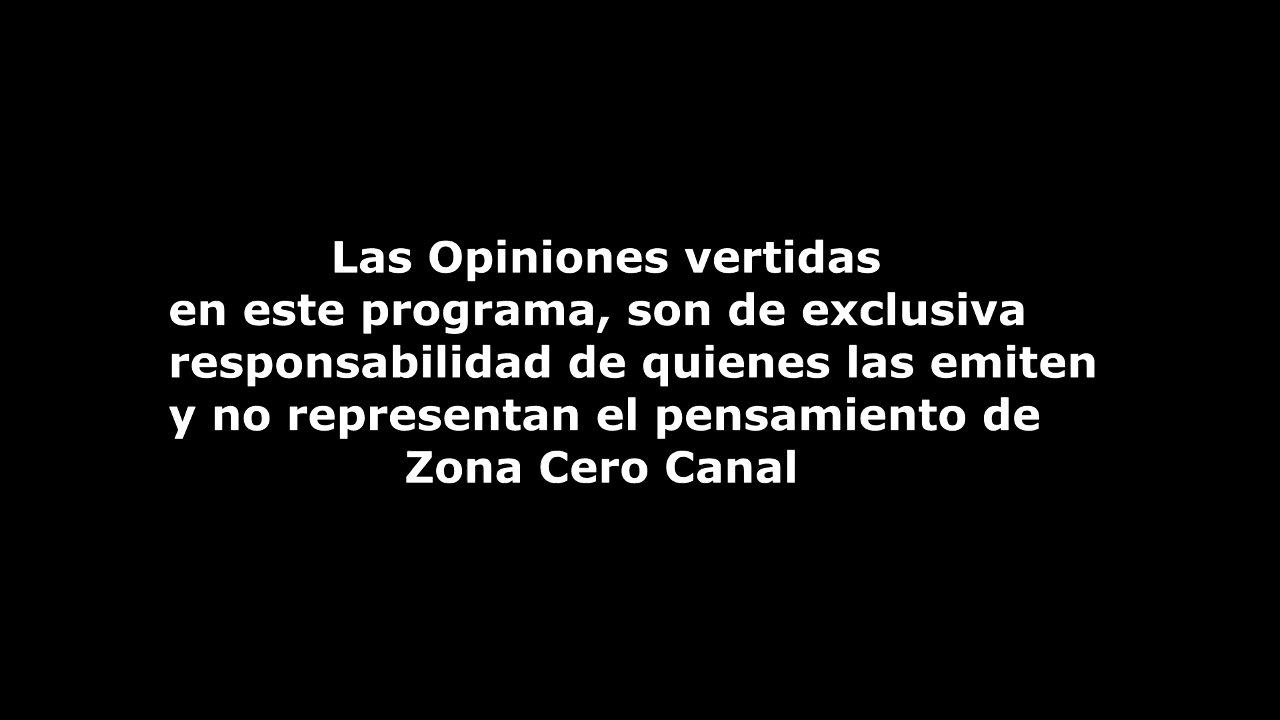 Las Opiniones vertidas
en este programa, son de exclusiva
responsabilidad de quienes las emiten
y no representan el pensamiento de
Zona Cero Canal